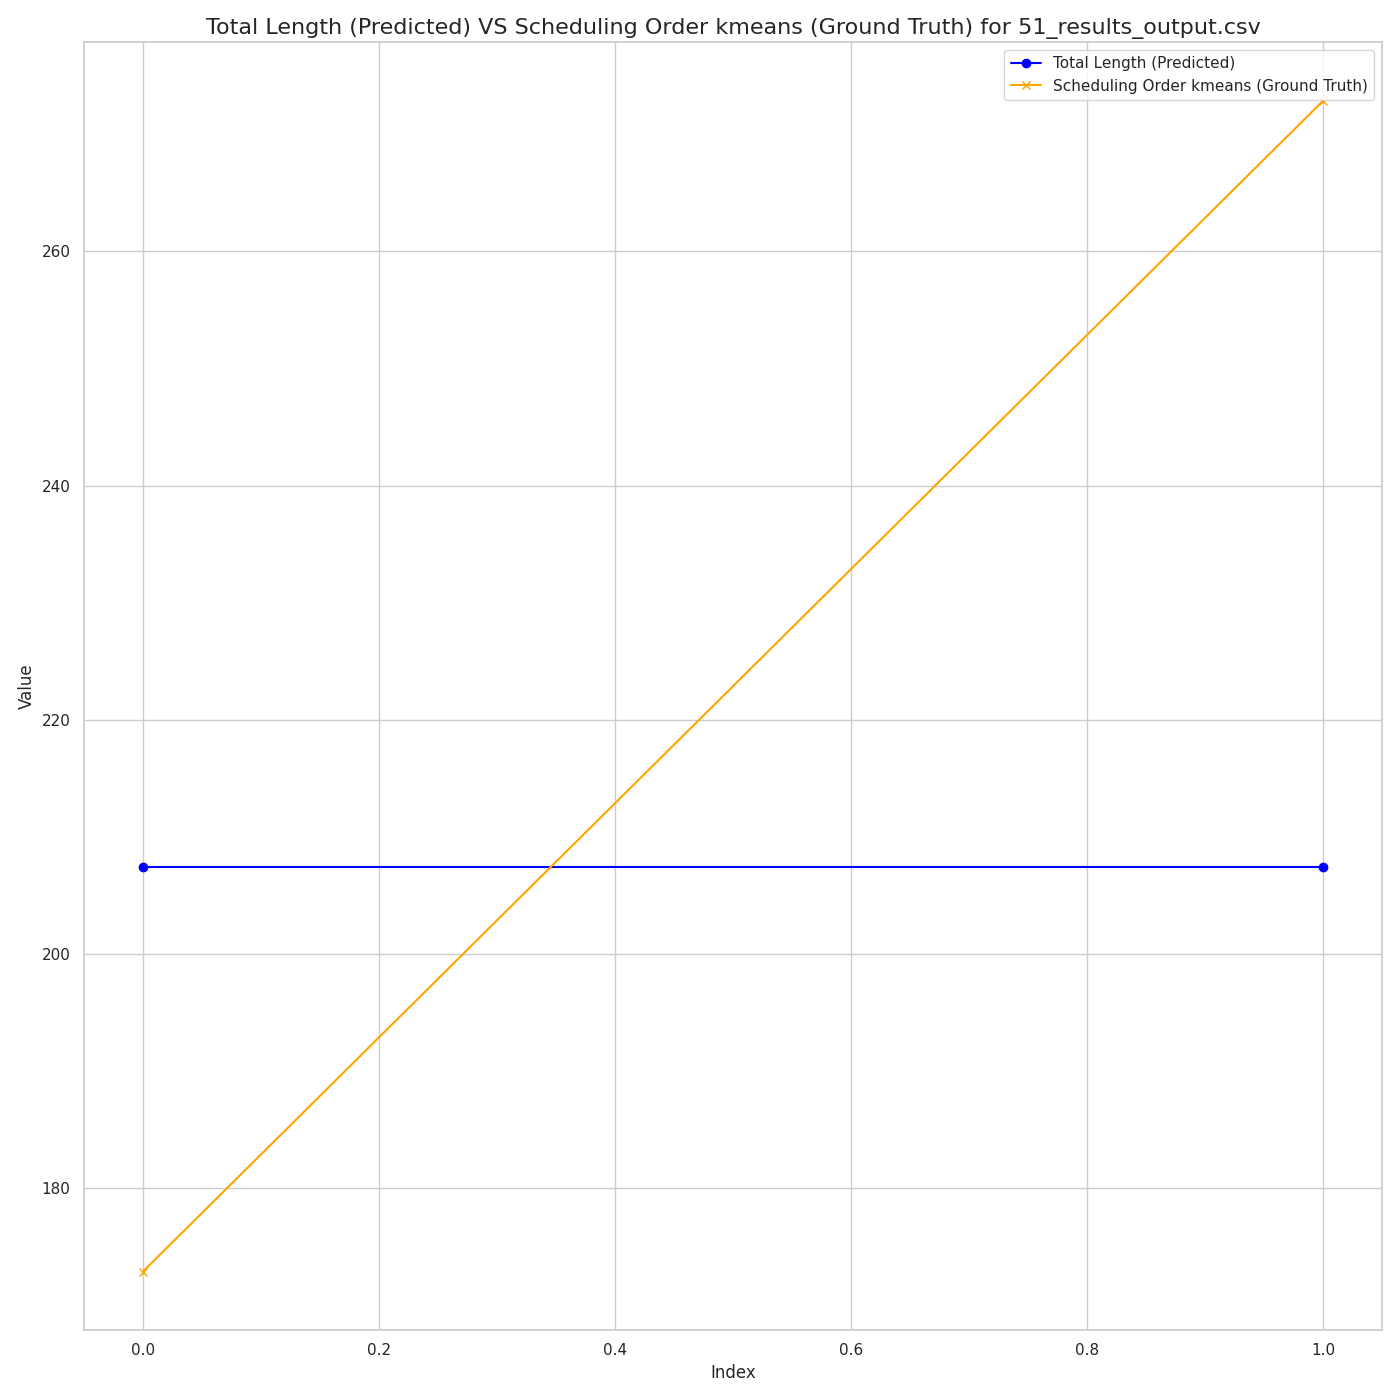 Total Length (Predicted) VS Scheduling Order kmeans (Ground Truth) for 51_results_output.csv
Total Length (Predicted)
Scheduling Order kmeans (Ground Truth)
260
240
220
200
180
Value
0.0 0.2 0.4 0.6 0.8 1.0
Index